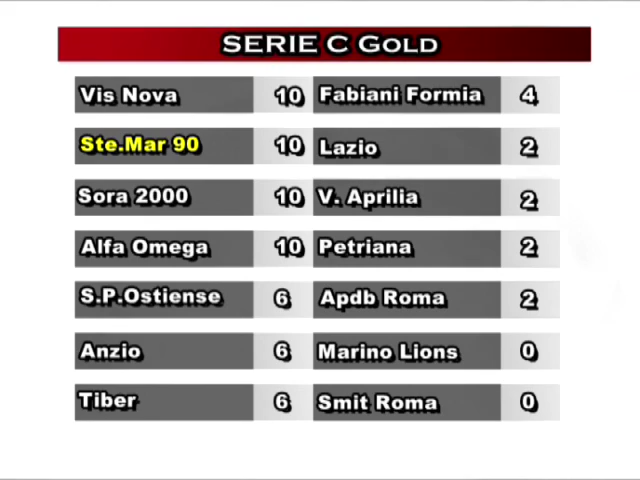 SERIE C GOLD
Vis Nova 10 Fabiani Formia 4
Ste.Mar 90 10 Lazio 2
Sora 2000 10 V. Aprilia 2
Alfa Omega 10 Petriana 2
S.P.Ostiense 6 Apdb Roma 2
Anzio 6 Marino Lions 0
Tiber 6 Smit Roma 0